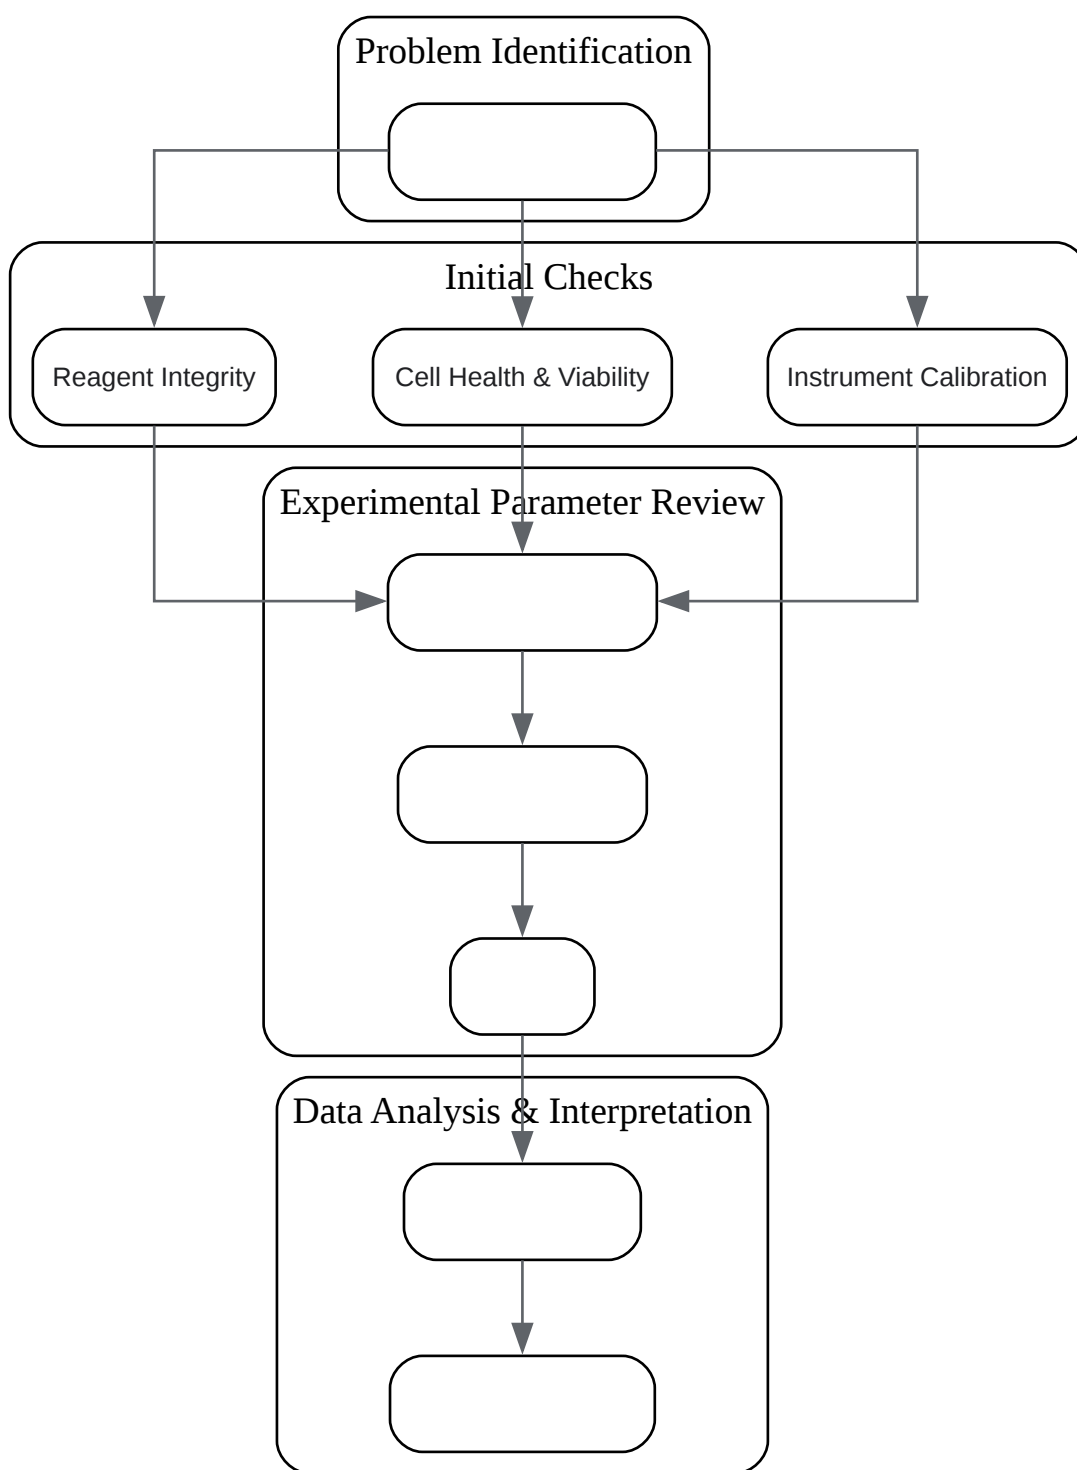 Problem Identification
Initial Checks
Reagent Integrity
Cell Health & Viability
Instrument Calibration
Experimental Parameter Review
Data Analysis & Interpretation